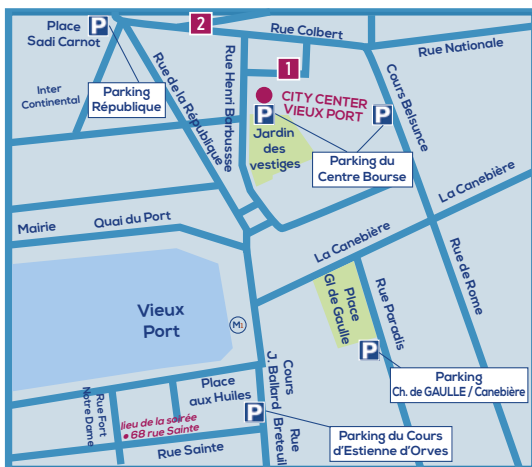 Place
Sadi Carnot
P
2
Rue Colbert
Rue Nationale
Inter
Continental
Parking
République
Rue de la République
Rue Henri Barbussse
1
CITY CENTER
VIEUX PORT
P
P
Jardin
des
vestiges
Cours Belsunce
Parking du
Centre Bourse
La Canebière
Mairie
Quai du Port
La Canebière
Rue de Rome
Vieux
Port
M1
Place
Gl de Gaulle
Rue Paradis
P
Parking
Ch. de GAULLE / Canebière
Cours
J. Ballard
Place
aux Huiles
P
Rue Fort
Notre Dame
lieu de la soirée
• 68 rue Sainte
Rue Sainte
Rue
Breteuil
Parking du Cours
d'Estienne d'Orves